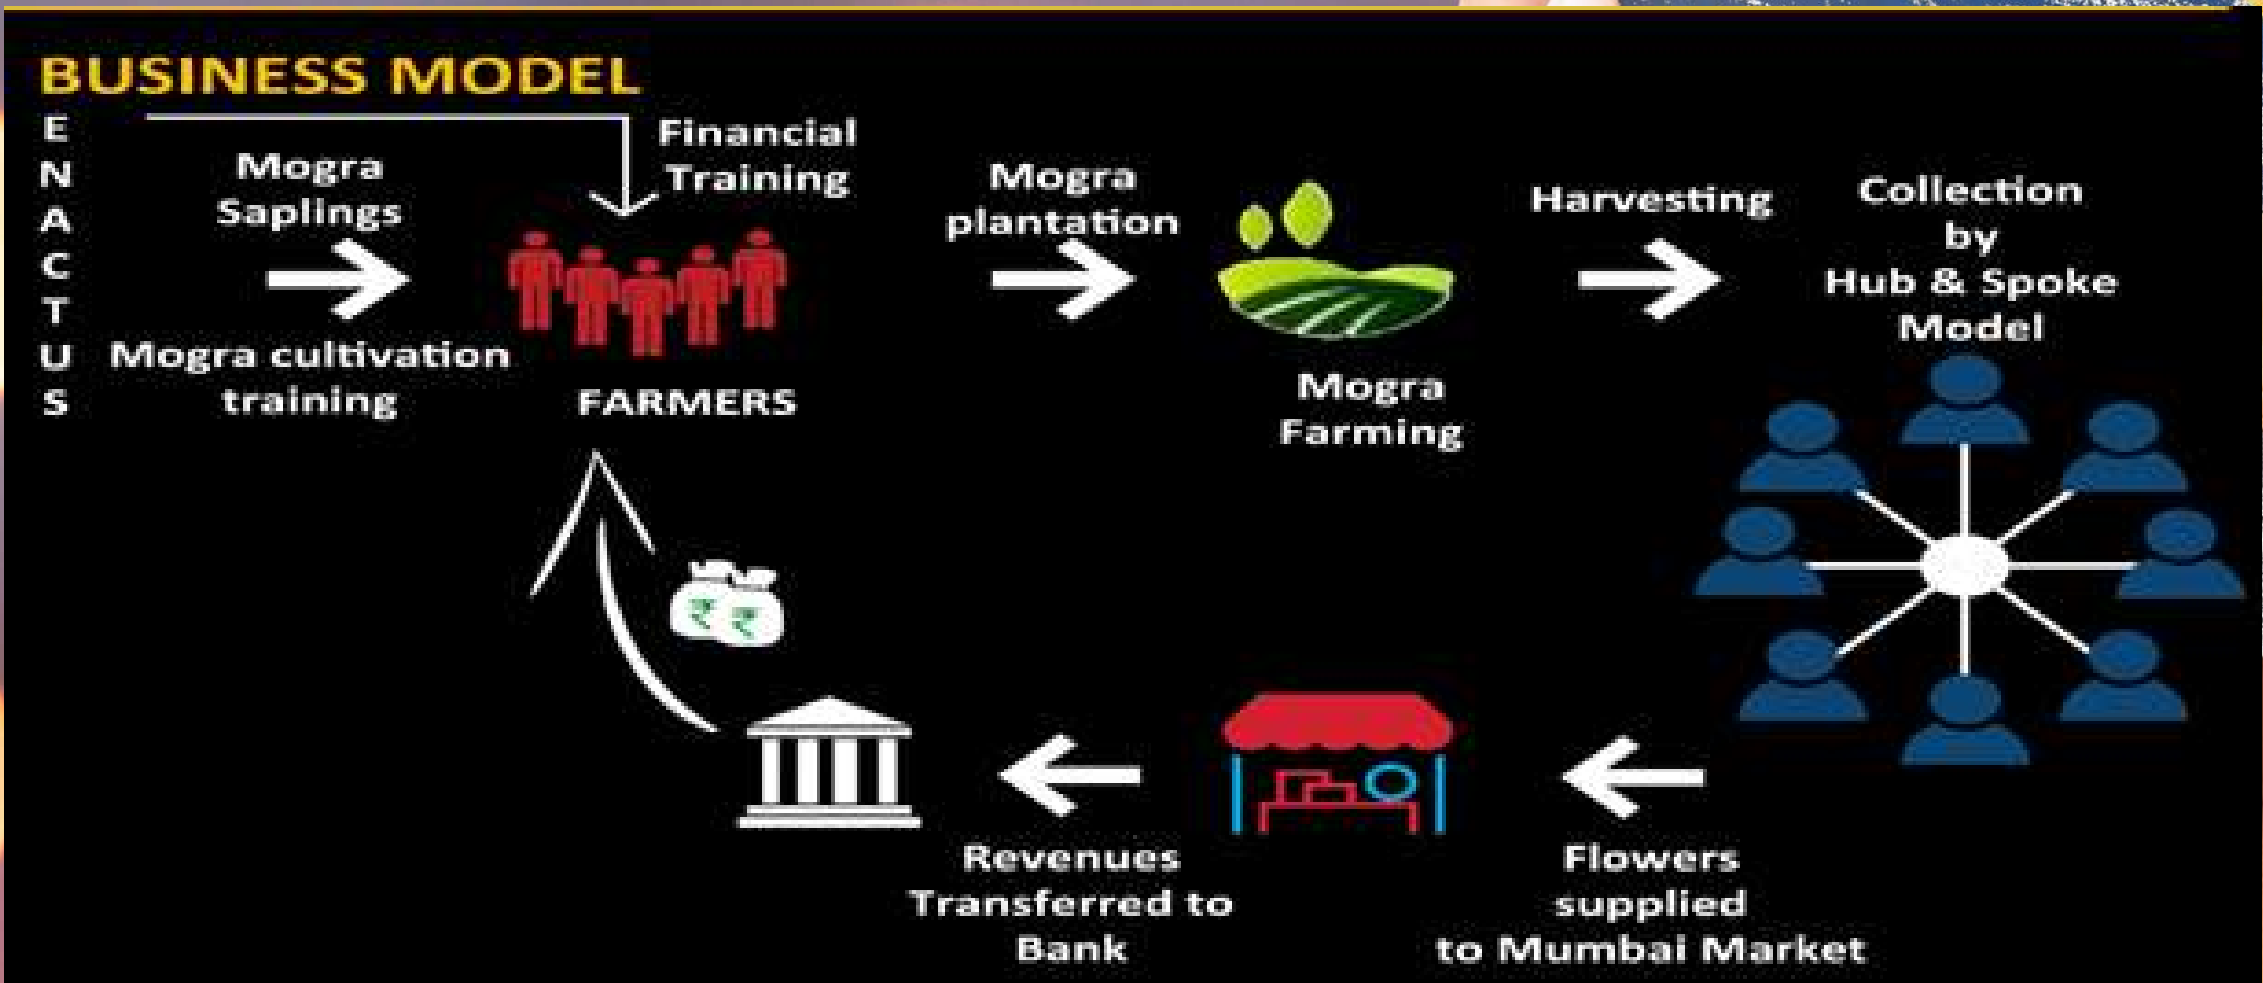 BUSINESS MODEL
ENACTUS
Mogra
Saplings
Mogra cultivation
training
Financial
Training
FARMERS
Mogra
plantation
Mogra
Farming
Harvesting
Collection
by
Hub & Spoke
Model
Flowers
supplied
to Mumbai Market
Revenues
Transferred to
Bank
₹ ₹